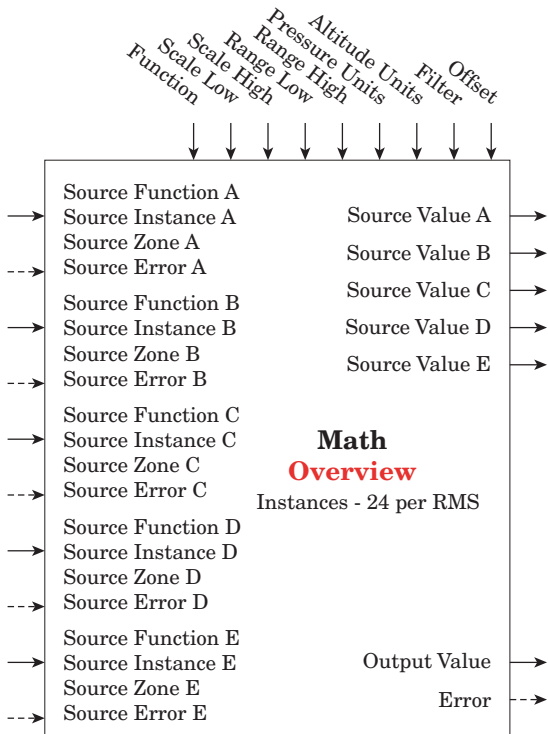 Function
Scale Low
Scale High
Range Low
Range High
Pressure Units
Altitude Units
Filter
Offset
Source Function A
Source Instance A
Source Zone A
Source Error A
Source Function B
Source Instance B
Source Zone B
Source Error B
Source Function C
Source Instance C
Source Zone C
Source Error C
Source Function D
Source Instance D
Source Zone D
Source Error D
Source Function E
Source Instance E
Source Zone E
Source Error E
Source Value A
Source Value B
Source Value C
Source Value D
Source Value E
Math
Overview
Instances - 24 per RMS
Output Value
Error